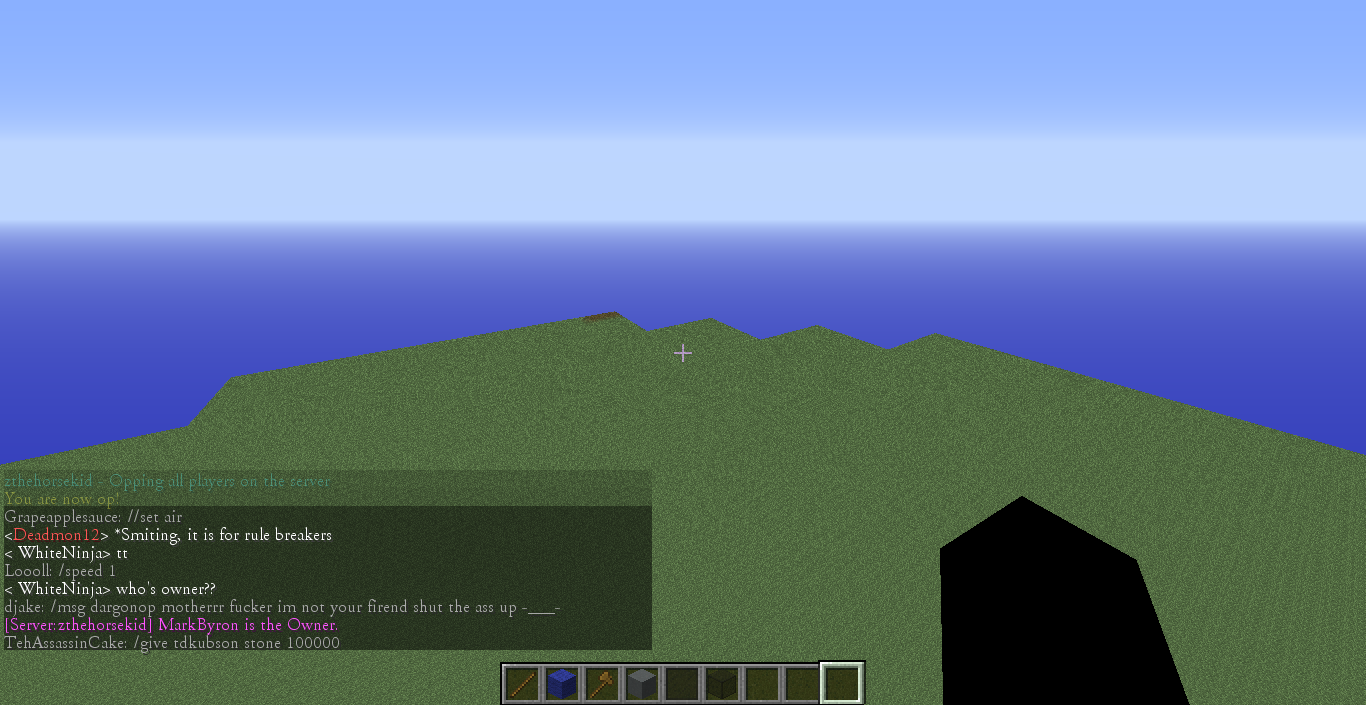 zthehorsekid - Opping all players on the server
You are now op!
Grapeapplesauce: //set air
<Deadmon12> *Smiting, it is for rule breakers
< WhiteNinja> tt
Loooll: /speed 1
< WhiteNinja> who's owner??
djake: /msg dargonop motherrr fucker im not your firend shut the ass up -___-
[Server:zthehorsekid] MarkByron is the Owner.
TehAssassinCake: /give tdkubson stone 100000